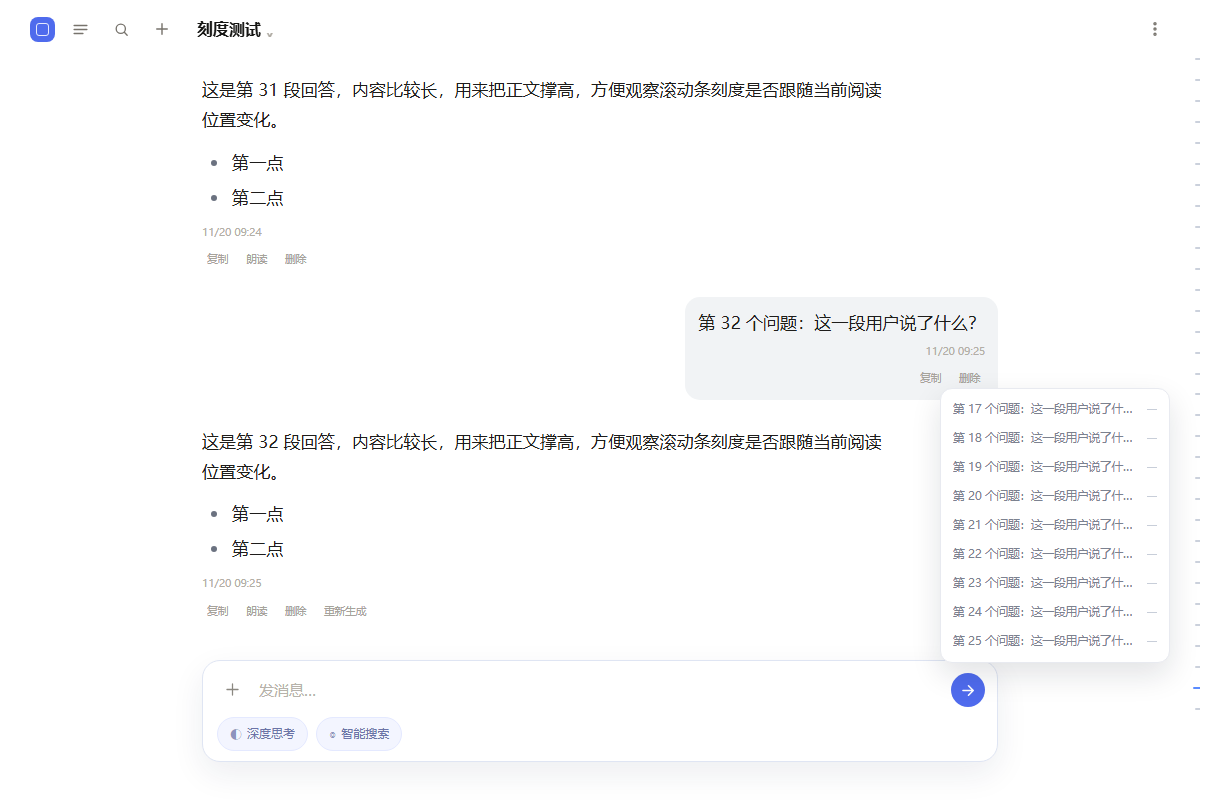 刻度测试
这是第 31 段回答，内容比较长，用来把正文撑高，方便观察滚动条刻度是否跟随当前阅读
位置变化。
第一点
第二点
11/20 09:24
复制 朗读 删除
第 32 个问题：这一段用户说了什么？
11/20 09:25
复制 删除
这是第 32 段回答，内容比较长，用来把正文撑高，方便观察滚动条刻度是否跟随当前阅读
位置变化。
第一点
第二点
11/20 09:25
复制 朗读 删除 重新生成
第 17 个问题：这一段用户说了什...
第 18 个问题：这一段用户说了什...
第 19 个问题：这一段用户说了什...
第 20 个问题：这一段用户说了什...
第 21 个问题：这一段用户说了什...
第 22 个问题：这一段用户说了什...
第 23 个问题：这一段用户说了什...
第 24 个问题：这一段用户说了什...
第 25 个问题：这一段用户说了什...
发消息...
深度思考 智能搜索